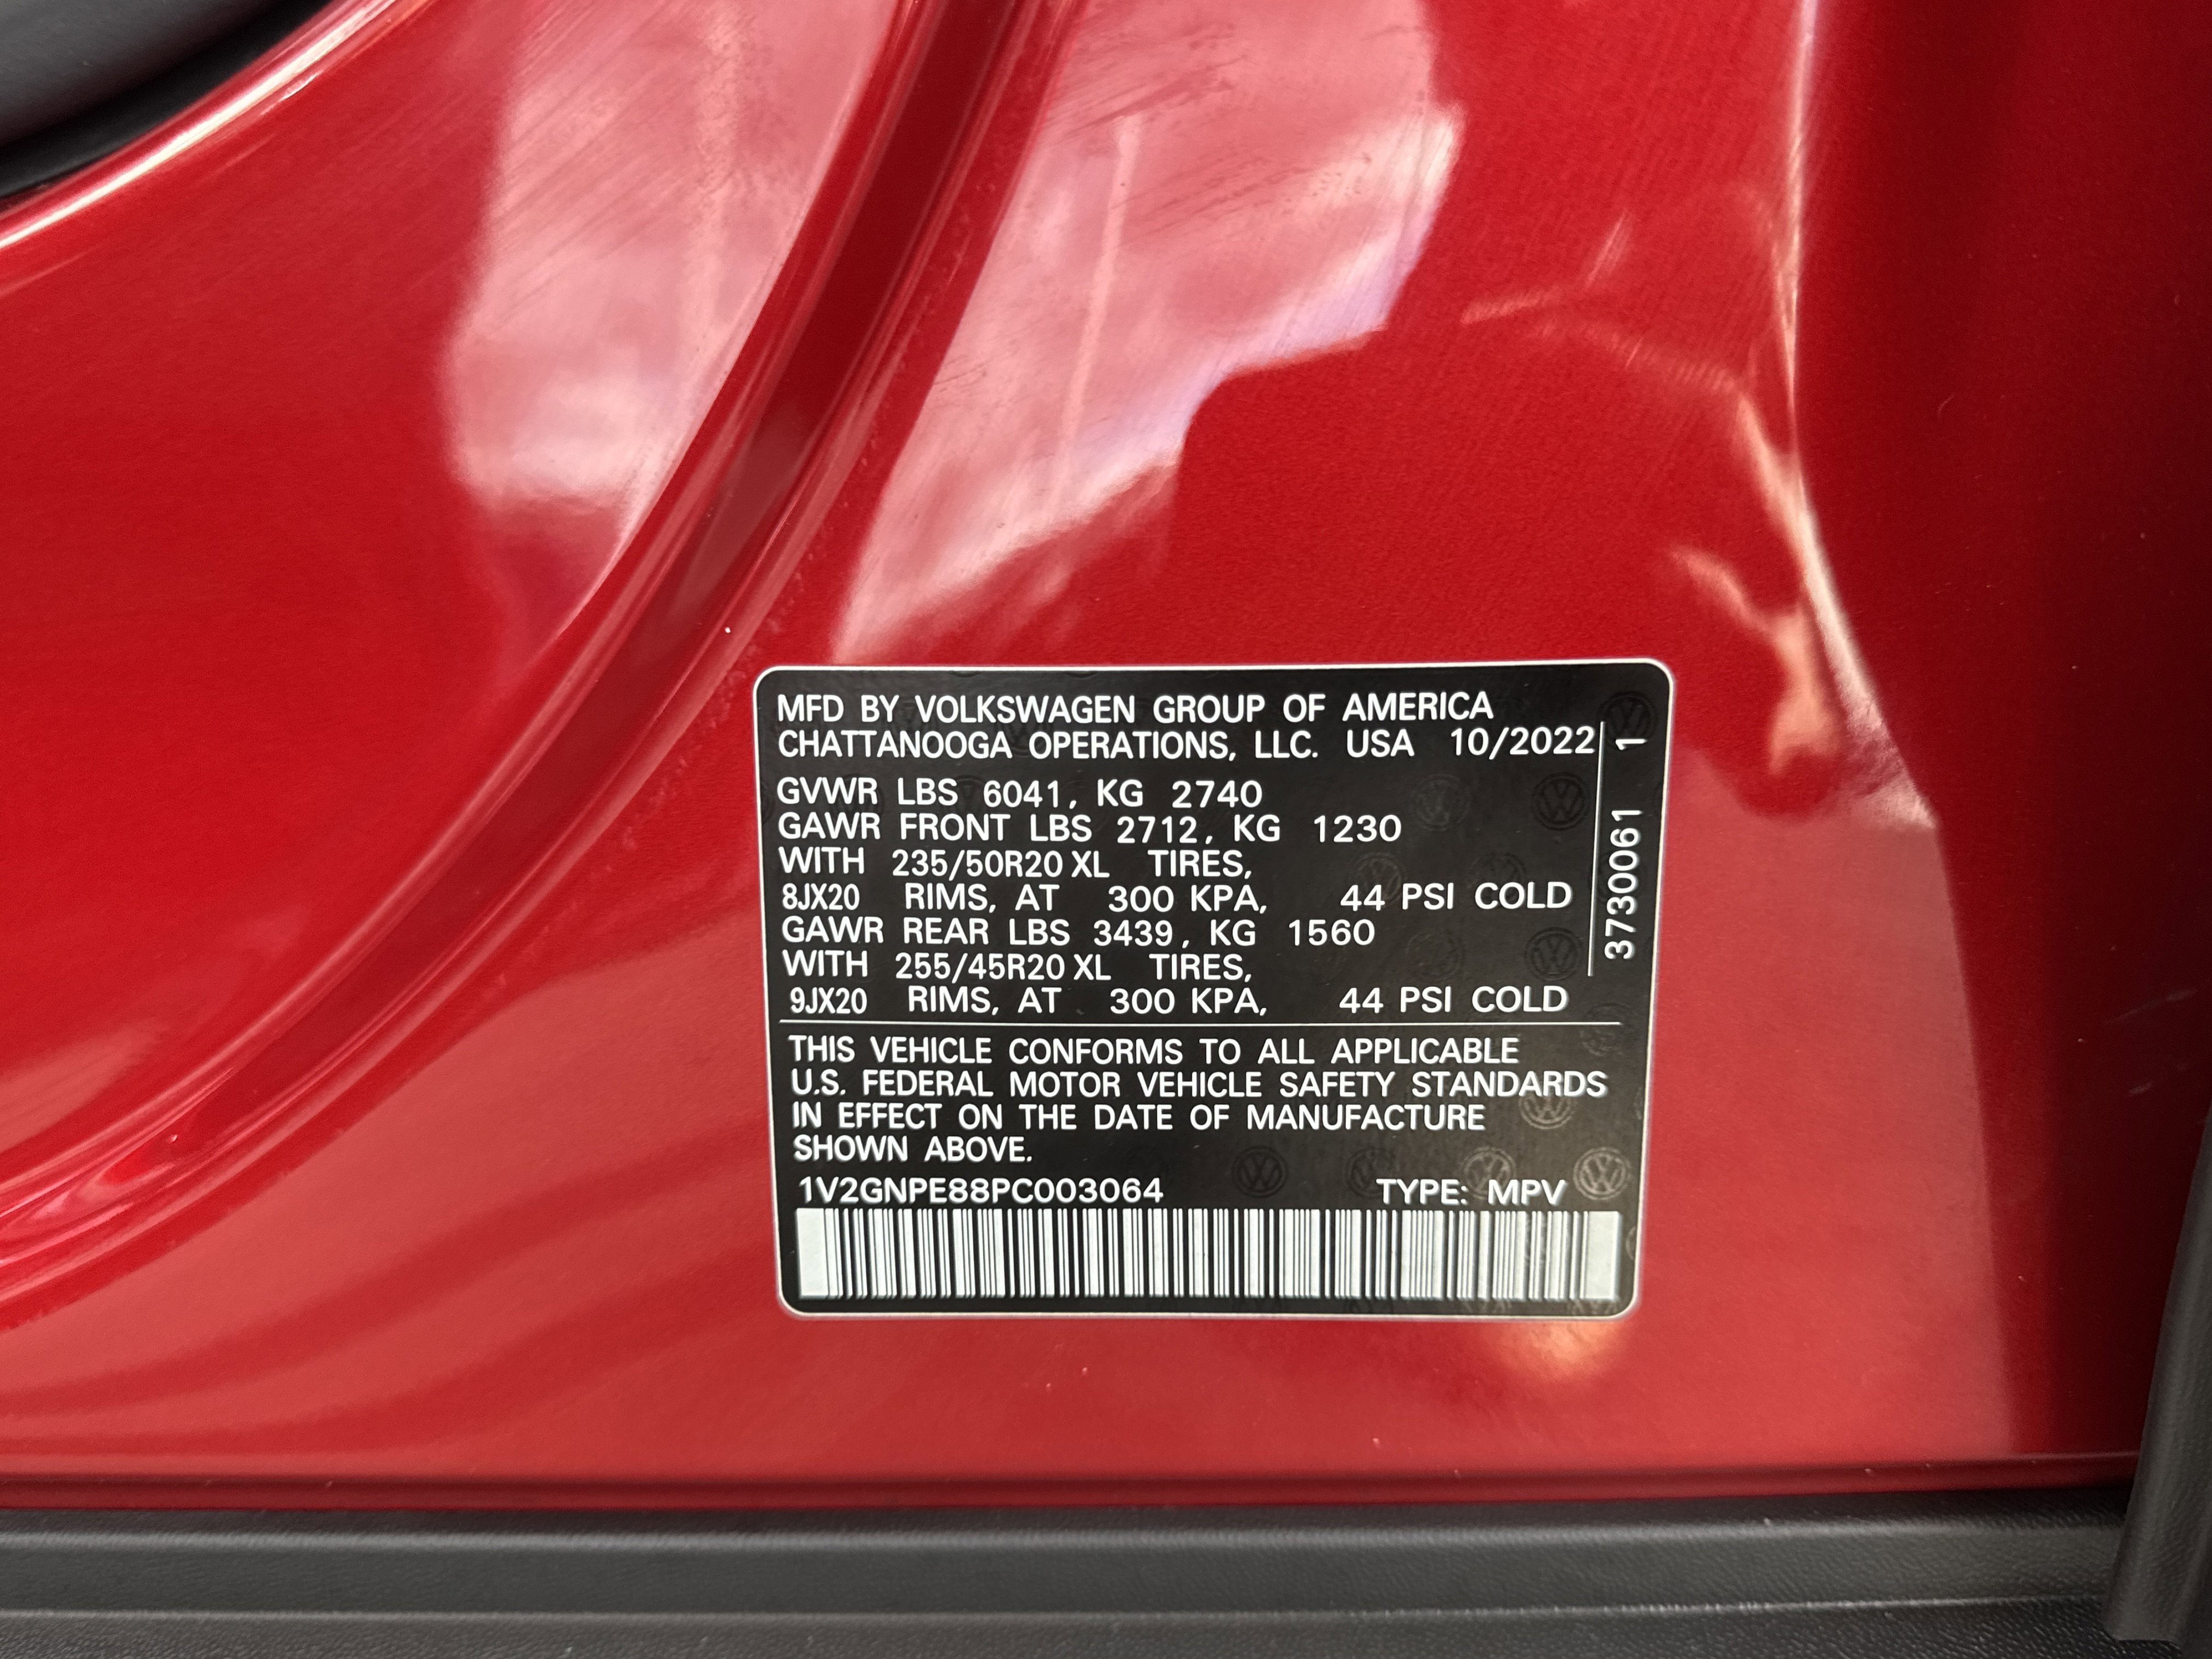 MFD BY VOLKSWAGEN GROUP OF AMERICA
CHATTANOOGA OPERATIONS, LLC. USA 10/2022
GVWR LBS 6041, KG 2740
GAWR FRONT LBS 2712, KG 1230
WITH 235/50R20 XL TIRES,
8JX20 RIMS, AT 300 KPA, 44 PSI COLD
GAWR REAR LBS 3439, KG 1560
WITH 255/45R20 XL TIRES,
9JX20 RIMS, AT 300 KPA, 44 PSI COLD
3730061 1
THIS VEHICLE CONFORMS TO ALL APPLICABLE
U.S. FEDERAL MOTOR VEHICLE SAFETY STANDARDS
IN EFFECT ON THE DATE OF MANUFACTURE
SHOWN ABOVE.
1V2GNPE88PC003064 TYPE: MPV